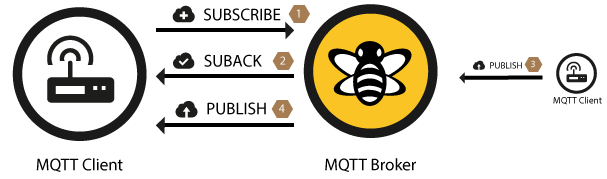 SUBSCRIBE 1
SUBACK 2
PUBLISH 3
PUBLISH 4
MQTT Client
MQTT Client
MQTT Broker